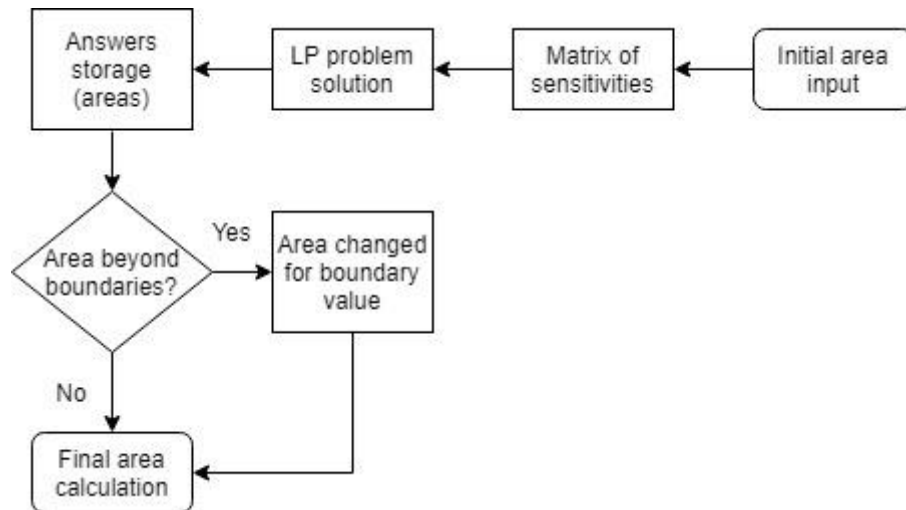 Answers
storage
(areas)
LP problem
solution
Matrix of
sensitivities
Initial area
input
Area beyond
boundaries?
Yes
Area changed
for boundary
value
No
Final area
calculation